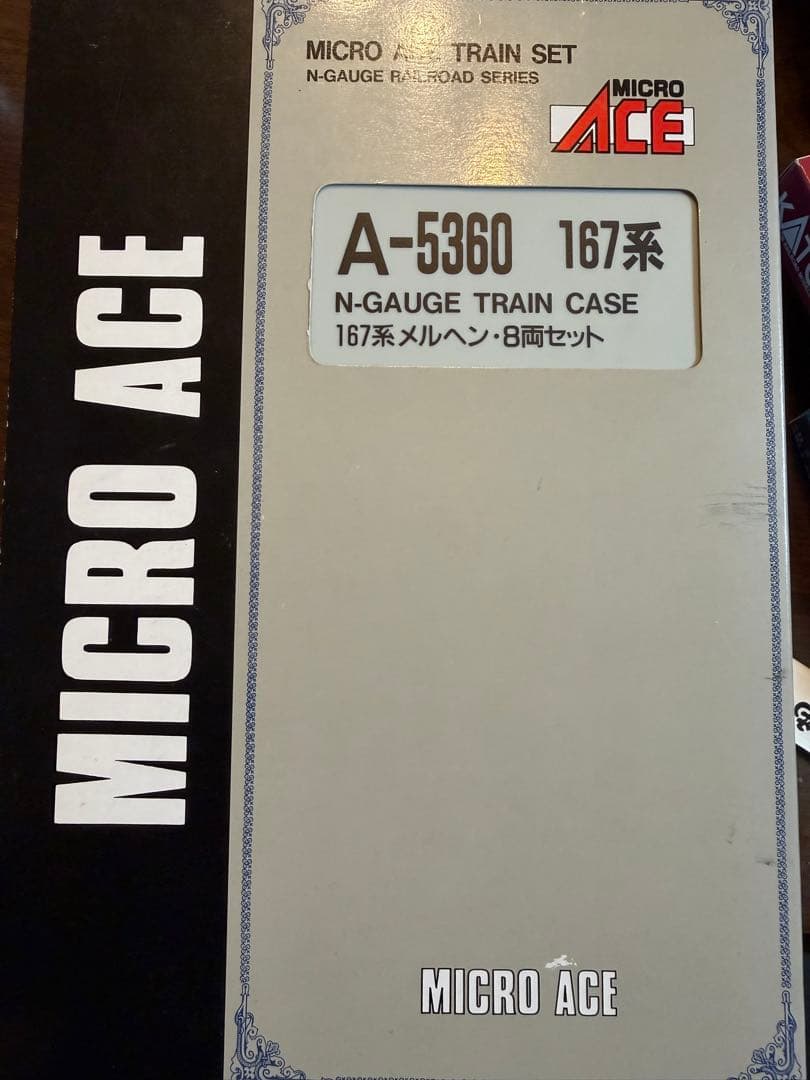 MICRO ACE TRAIN SET
N-GAUGE RAILROAD SERIES
MICRO
ACE
A-5360 167系
N-GAUGE TRAIN CASE
167系メルヘン・8両セット
MICRO ACE
MICRO ACE
KATO